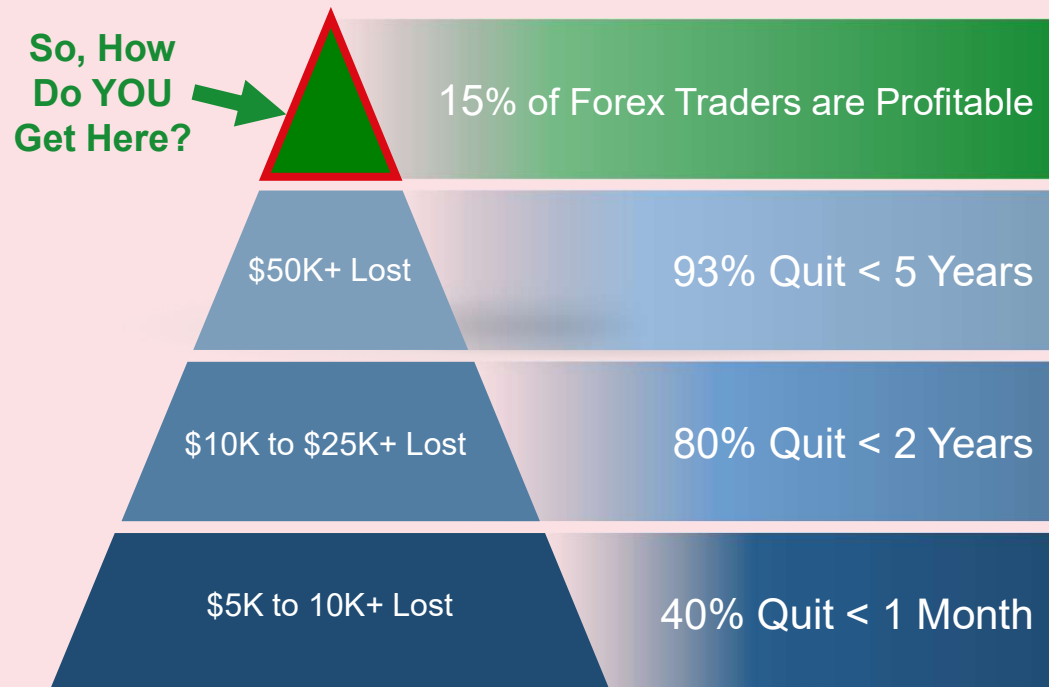 So, How
Do YOU
Get Here?
15% of Forex Traders are Profitable
$50K+ Lost
93% Quit < 5 Years
$10K to $25K+ Lost
80% Quit < 2 Years
$5K to 10K+ Lost
40% Quit < 1 Month